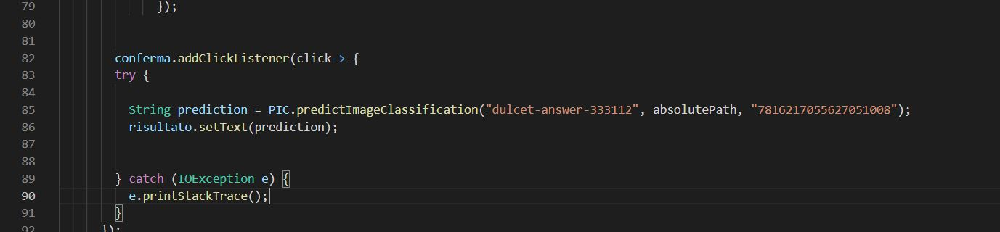 79 });
80
81
82 conferma.addClickListener(click-> {
83 try {
84
85 String prediction = PIC.predictImageClassification("dulcet-answer-333112", absolutePath, "7816217055627051008");
86 risultato.setText(prediction);
87
88
89 } catch (IOException e) {
90 e.printStackTrace();
91 }
92 });